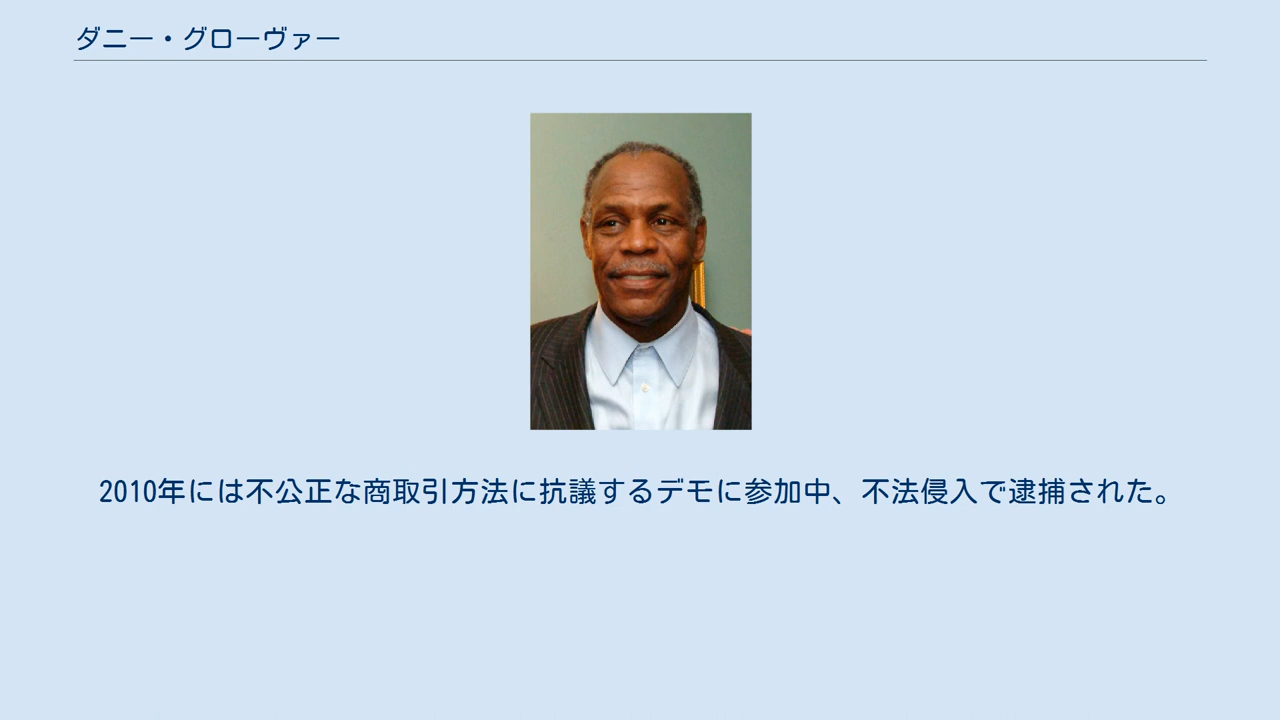 ダニー・グローヴァー
2010年には不公正な商取引方法に抗議するデモに参加中、不法侵入で逮捕された。